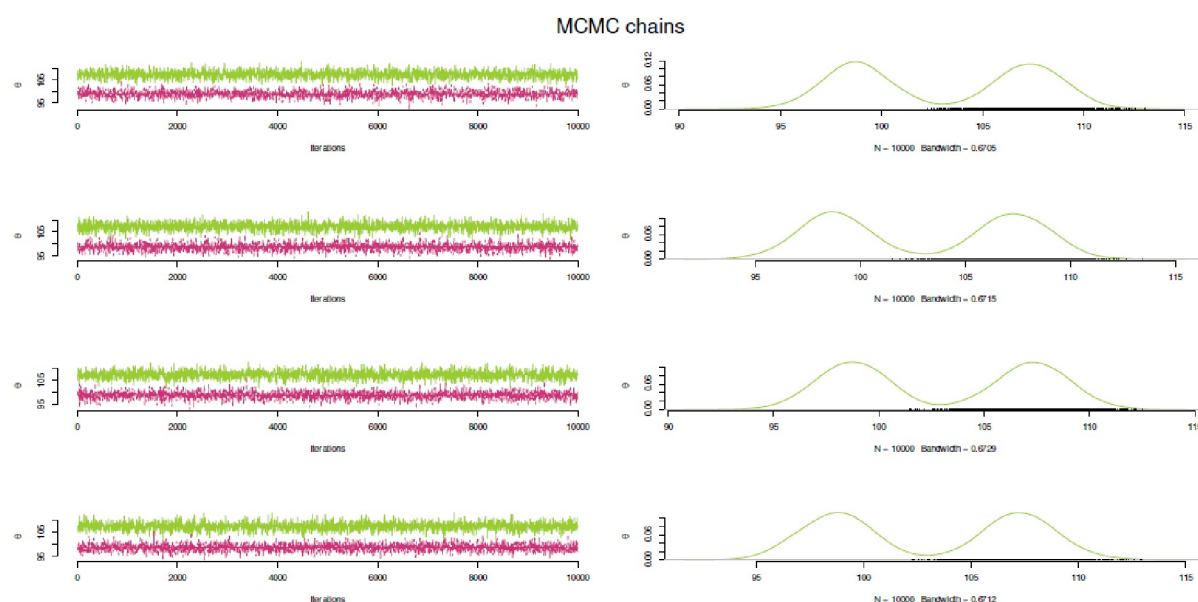 MCMC chains
θ
95 105
0 2000 4000 6000 8000 10000
Iterations
θ
0.00 0.06 0.12
90 95 100 105 110 115
N = 10000 Bandwidth = 0.6705
θ
95 105
0 2000 4000 6000 8000 10000
Iterations
θ
0.00 0.06
95 100 105 110 115
N = 10000 Bandwidth = 0.6715
θ
95 105
0 2000 4000 6000 8000 10000
Iterations
θ
0.00 0.06
90 95 100 105 110 115
N = 10000 Bandwidth = 0.6729
θ
95 105
0 2000 4000 6000 8000 10000
Iterations
θ
0.00 0.06
95 100 105 110 115
N = 10000 Bandwidth = 0.6712